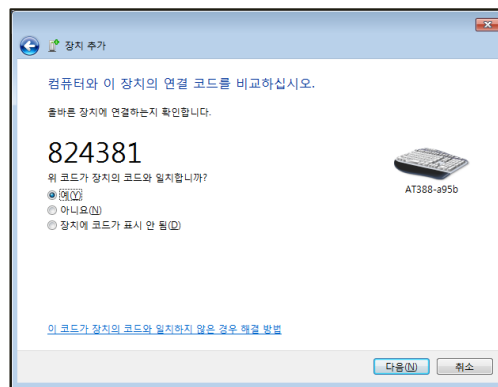 장치 추가
컴퓨터와 이 장치의 연결 코드를 비교하십시오.
올바른 장치에 연결하는지 확인합니다.
824381
위 코드가 장치의 코드와 일치합니까?
예(Y)
아니요(N)
장치에 코드가 표시 안 됨(D)
AT388-a95b
이 코드가 장치의 코드와 일치하지 않은 경우 해결 방법
다음(N) 취소